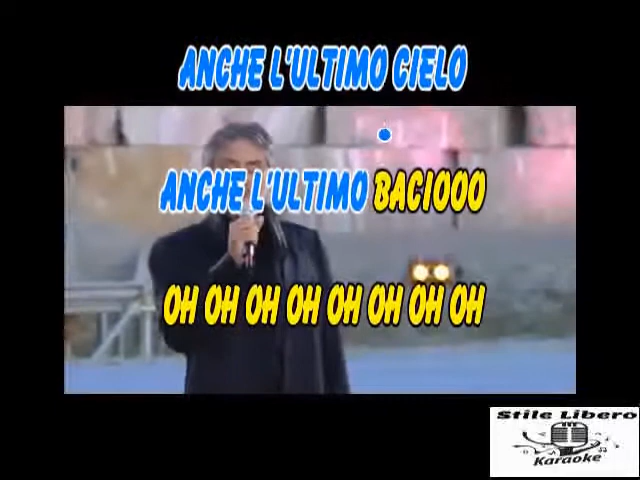 ANCHE L'ULTIMO CIELO
ANCHE L'ULTIMO BACIOOO
OH OH OH OH OH OH OH OH
Stile Libero
Karaoke